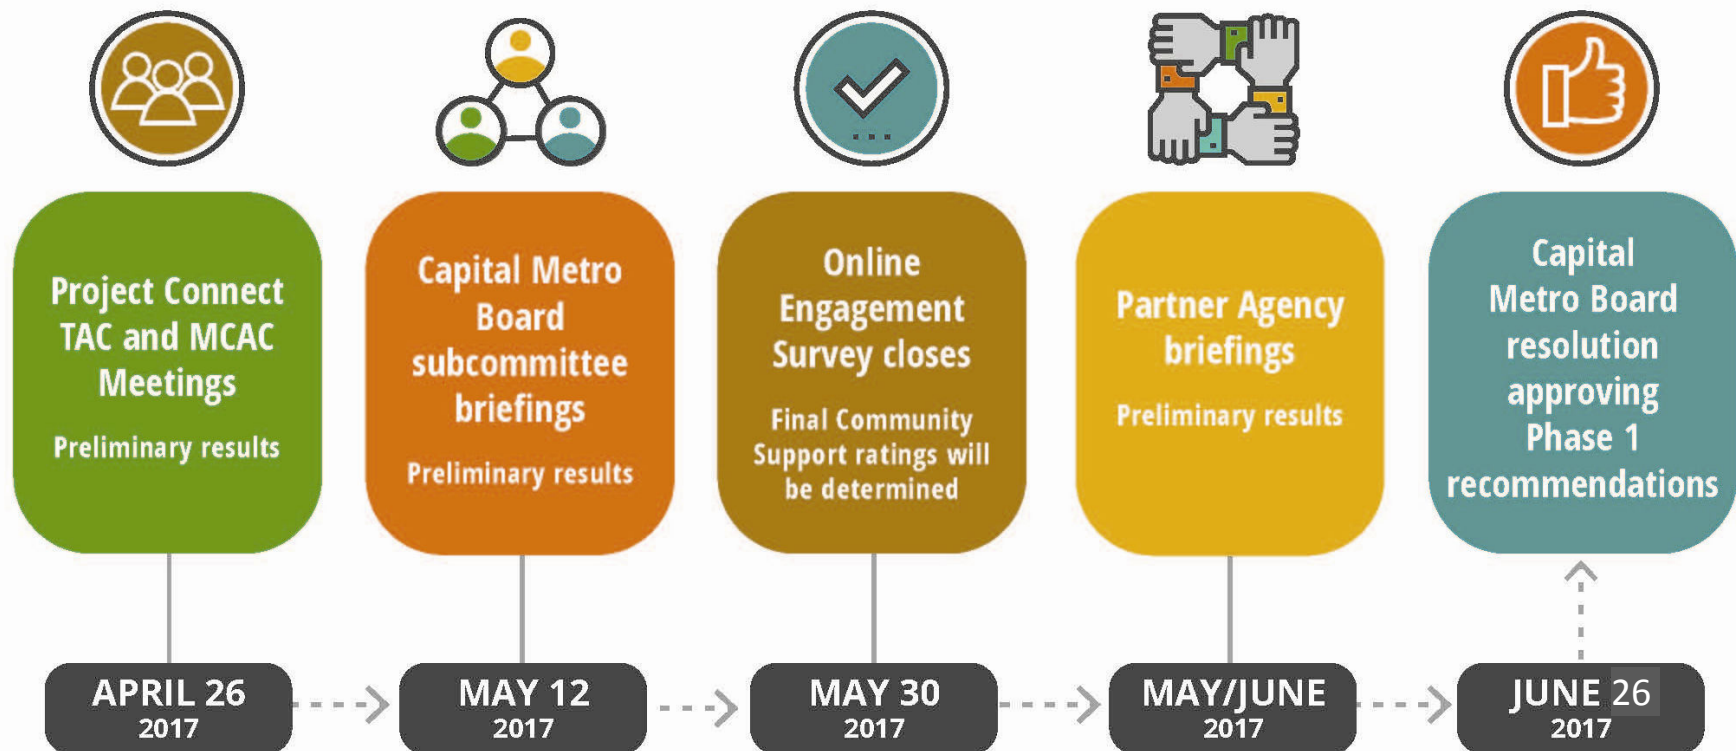 Project Connect
TAC and MCAC
Meetings
Preliminary results
Capital Metro
Board
subcommittee
briefings
Preliminary results
Online
Engagement
Survey closes
Final Community
Support ratings will
be determined
Partner Agency
briefings
Preliminary results
Capital
Metro Board
resolution
approving
Phase 1
recommendations
APRIL 26
2017
MAY 12
2017
MAY 30
2017
MAY/JUNE
2017
JUNE 26
2017